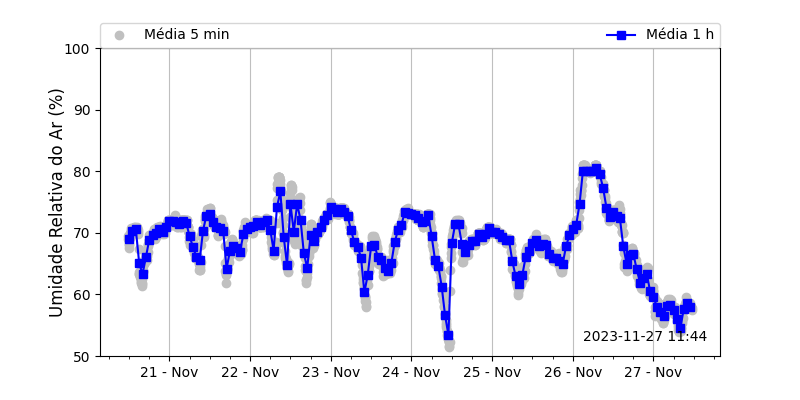 Média 5 min
Média 1 h
Umidade Relativa do Ar (%)
100
90
80
70
60
50
2023-11-27 11:44
21 - Nov
22 - Nov
23 - Nov
24 - Nov
25 - Nov
26 - Nov
27 - Nov